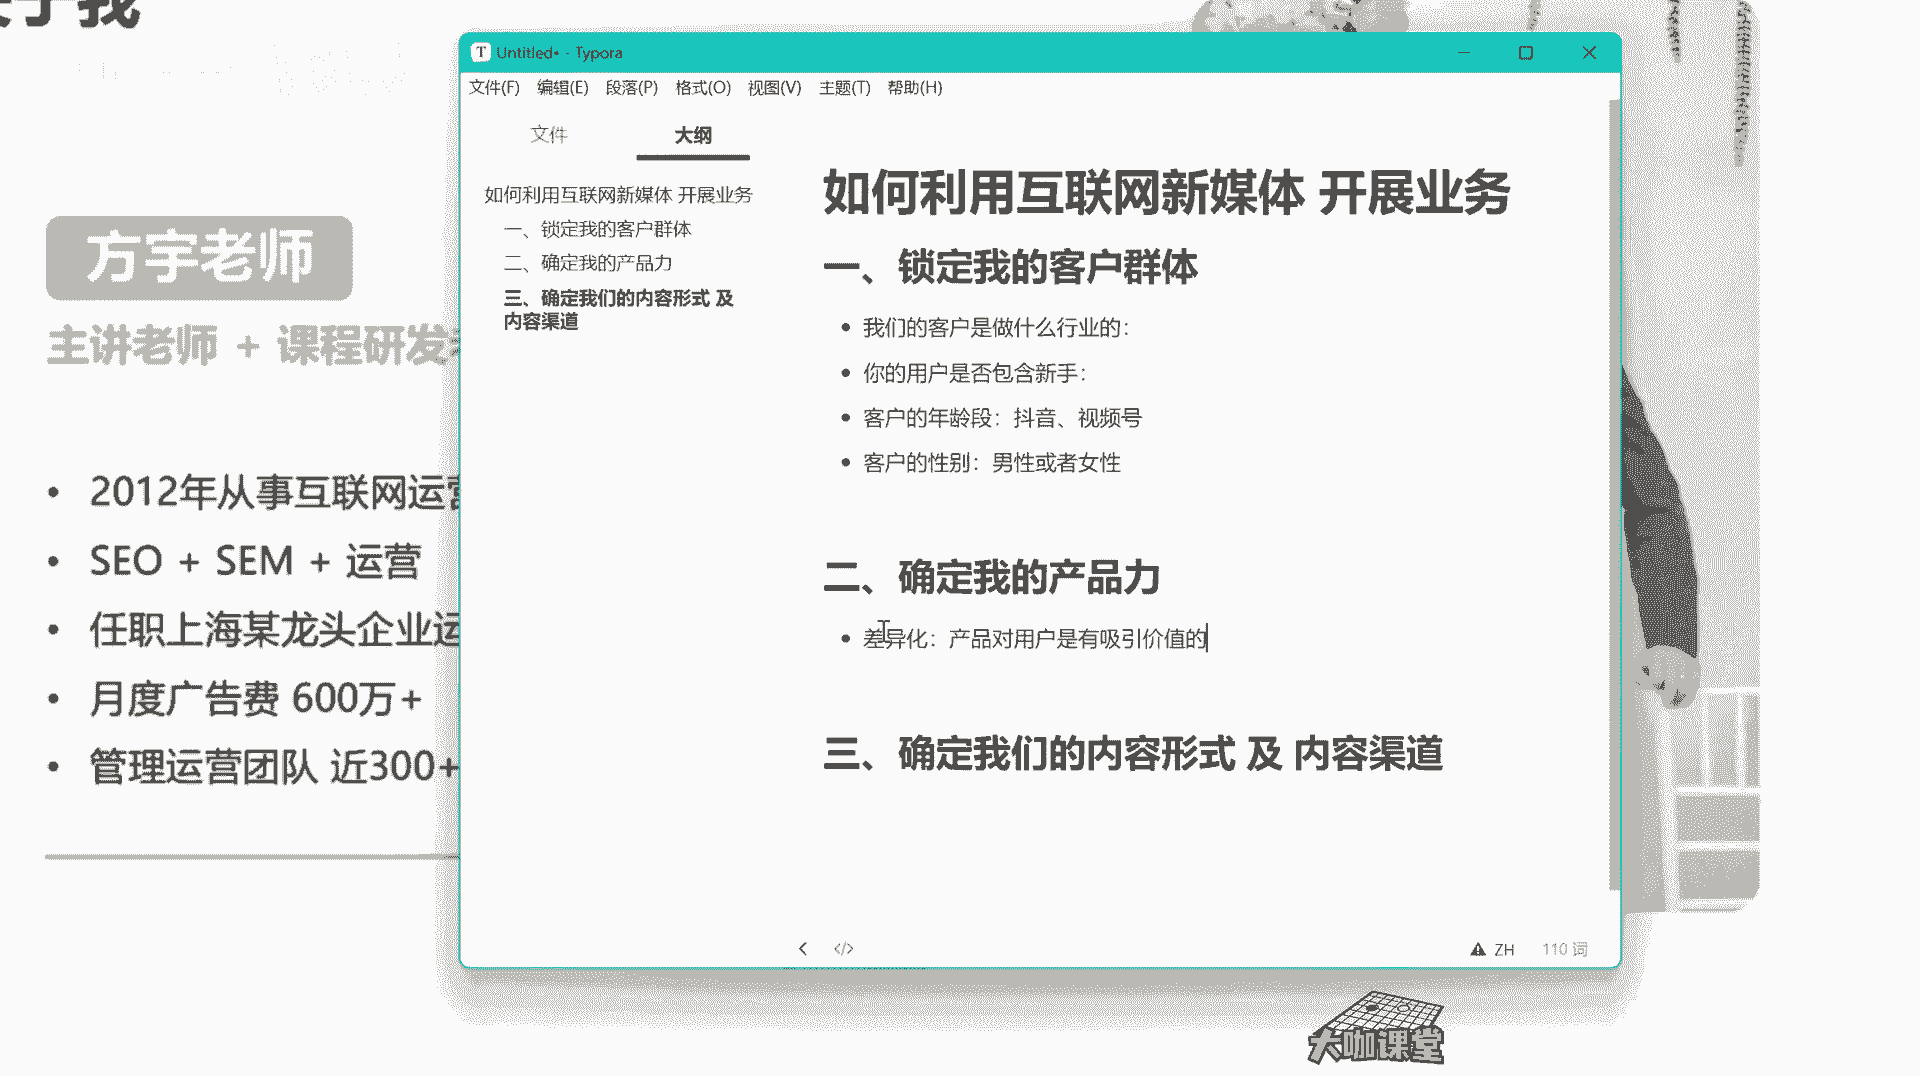 关于我
方宇老师
主讲老师 + 课程研发
• 2012年从事互联网运营
• SEO + SEM + 运营
• 任职上海某龙头企业运
• 月度广告费 600万+
• 管理运营团队 近300+
Untitled• - Typora
文件(F) 编辑(E) 段落(P) 格式(O) 视图(V) 主题(T) 帮助(H)
文件 大纲
如何利用互联网新媒体 开展业务
一、锁定我的客户群体
二、确定我的产品力
三、确定我们的内容形式 及
内容渠道
如何利用互联网新媒体 开展业务
一、锁定我的客户群体
• 我们的客户是做什么行业的：
• 你的用户是否包含新手：
• 客户的年龄段：抖音、视频号
• 客户的性别：男性或者女性
二、确定我的产品力
• 差异化：产品对用户是有吸引价值的
三、确定我们的内容形式 及 内容渠道
ZH 110 词
大咖课堂